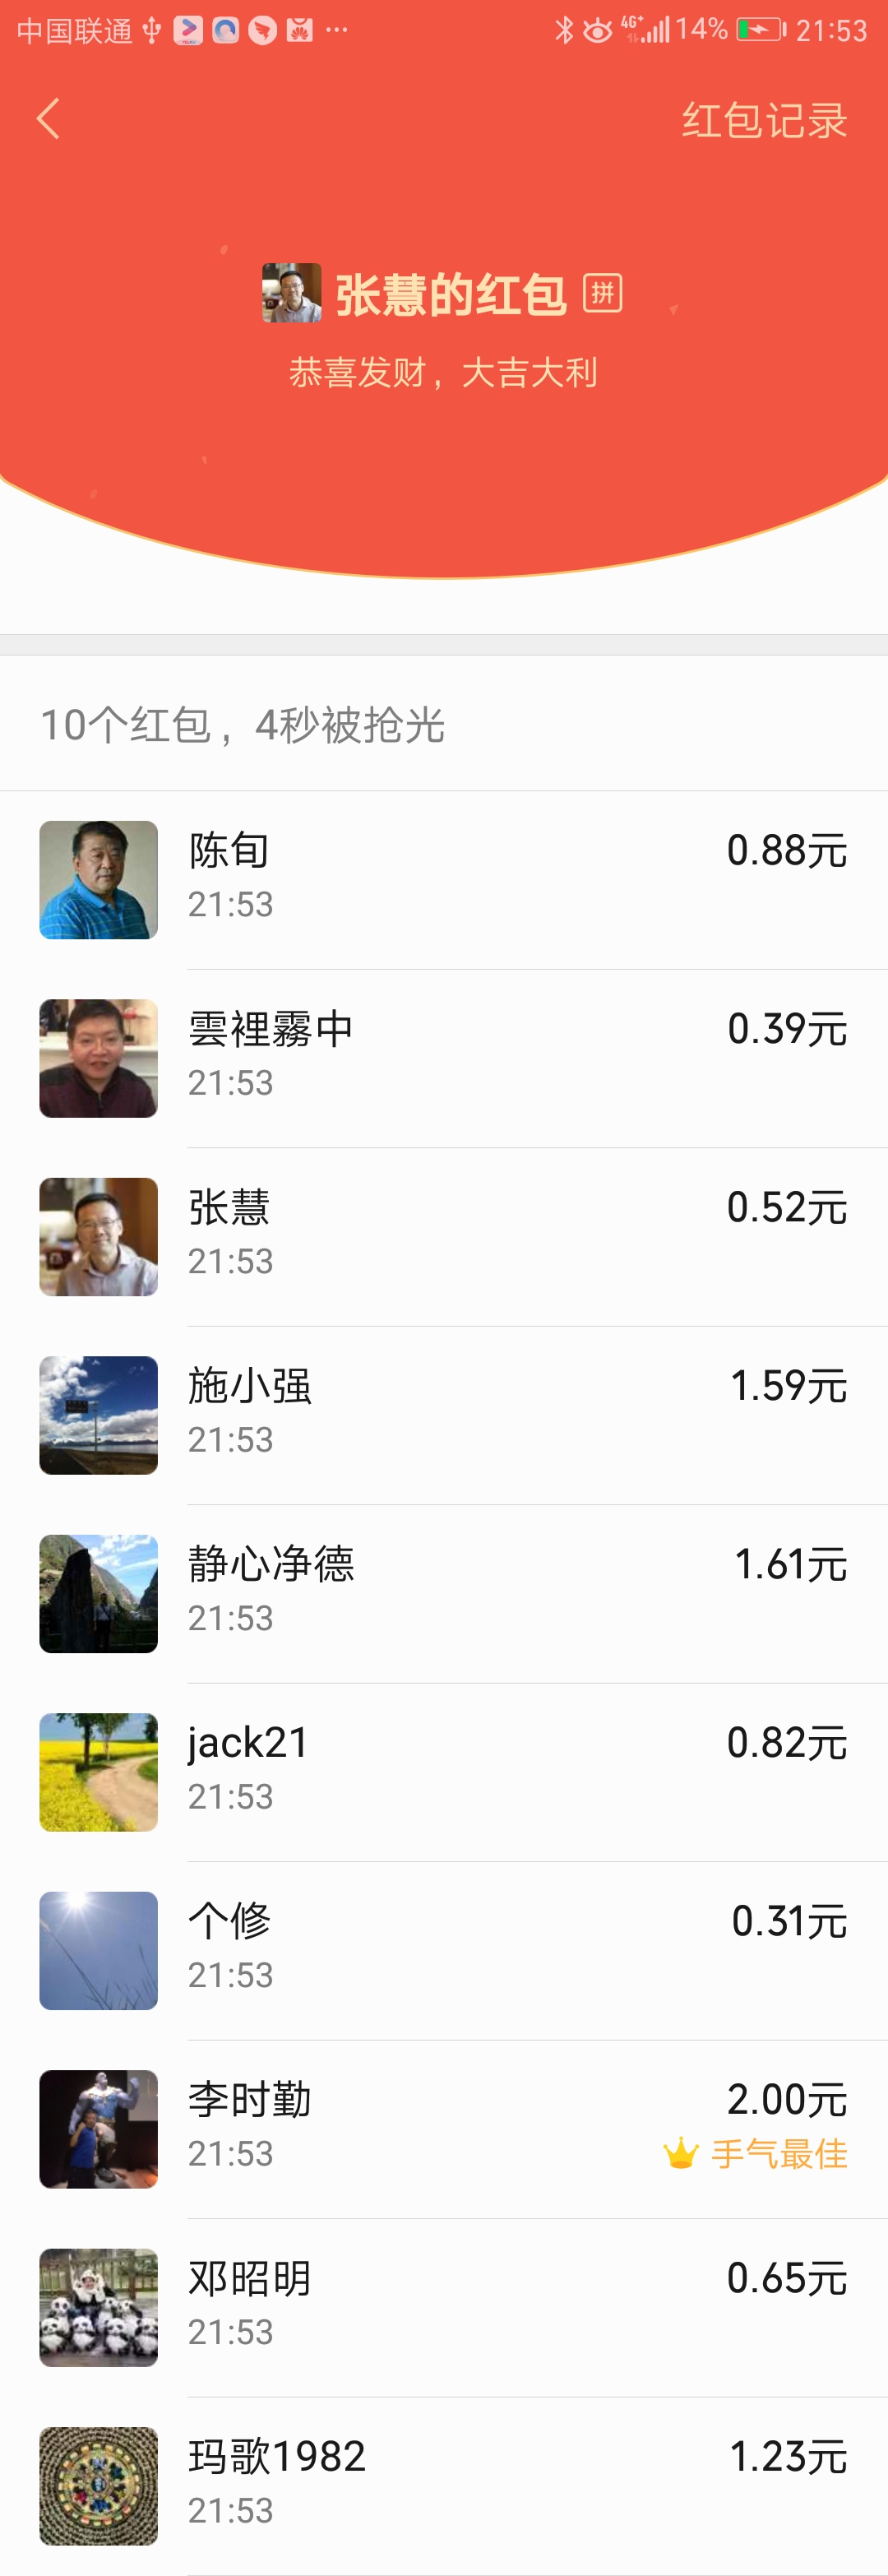 中国联通 4G+ 14% 21:53
红包记录
张慧的红包 拼
恭喜发财，大吉大利
10个红包，4秒被抢光
陈旬 0.88元
21:53
雲裡霧中 0.39元
21:53
张慧 0.52元
21:53
施小强 1.59元
21:53
静心净德 1.61元
21:53
jack21 0.82元
21:53
个修 0.31元
21:53
李时勤 2.00元
21:53 手气最佳
邓昭明 0.65元
21:53
玛歌1982 1.23元
21:53